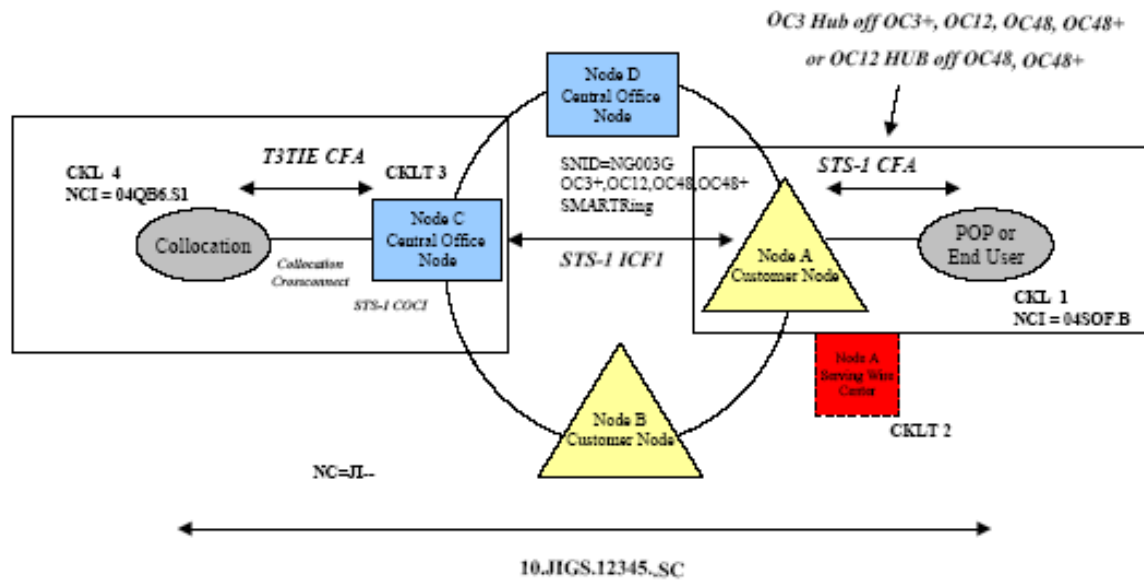 OC3 Hub off OC3+, OC12, OC48, OC48+
or OC12 HUB off OC48, OC48+
Node D
Central Office
Node
CKL 4
NCI = 04QB6.S1
T3TIE CFA
CKLT 3
SNID=NG003G
OC3+,OC12,OC48,OC48+
SMARTRing
STS-1 CFA
Collocation
Node C
Central Office
Node
STS-1 ICF1
Node A
Customer Node
POP or
End User
Collocation
Crossconnect
STS-1 COCI
CKL 1
NCI = 04SOF.B
Node A
Serving Wire
Center
Node B
Customer Node
CKLT 2
NC=JI--
10.JIGS.12345..SC